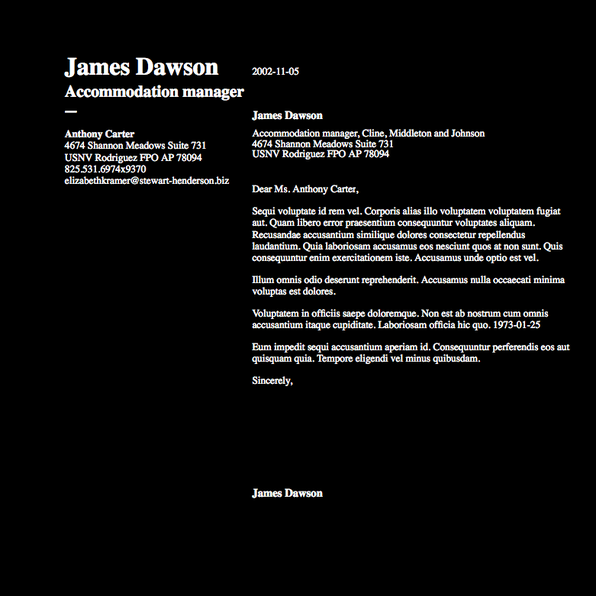 James Dawson
Accommodation manager
—
Anthony Carter
4674 Shannon Meadows Suite 731
USNV Rodriguez FPO AP 78094
825.531.6974x9370
elizabethkramer@stewart-henderson.biz
2002-11-05
James Dawson
Accommodation manager, Cline, Middleton and Johnson
4674 Shannon Meadows Suite 731
USNV Rodriguez FPO AP 78094
Dear Ms. Anthony Carter,
Sequi voluptate id rem vel. Corporis alias illo voluptatem voluptatem fugiat
aut. Quam libero error praesentium consequuntur voluptates aliquam.
Recusandae accusantium similique dolores consectetur repellendus
laudantium. Quia laboriosam accusamus eos nesciunt quos at non sunt. Quis
consequuntur enim exercitationem iste. Accusamus unde optio est vel.
Illum omnis odio deserunt reprehenderit. Accusamus nulla occaecati minima
voluptas est dolores.
Voluptatem in officiis saepe doloremque. Non est ab nostrum cum omnis
accusantium itaque cupiditate. Laboriosam officia hic quo. 1973-01-25
Eum impedit sequi accusantium aperiam id. Consequuntur perferendis eos aut
quisquam quia. Tempore eligendi vel minus quibusdam.
Sincerely,
James Dawson